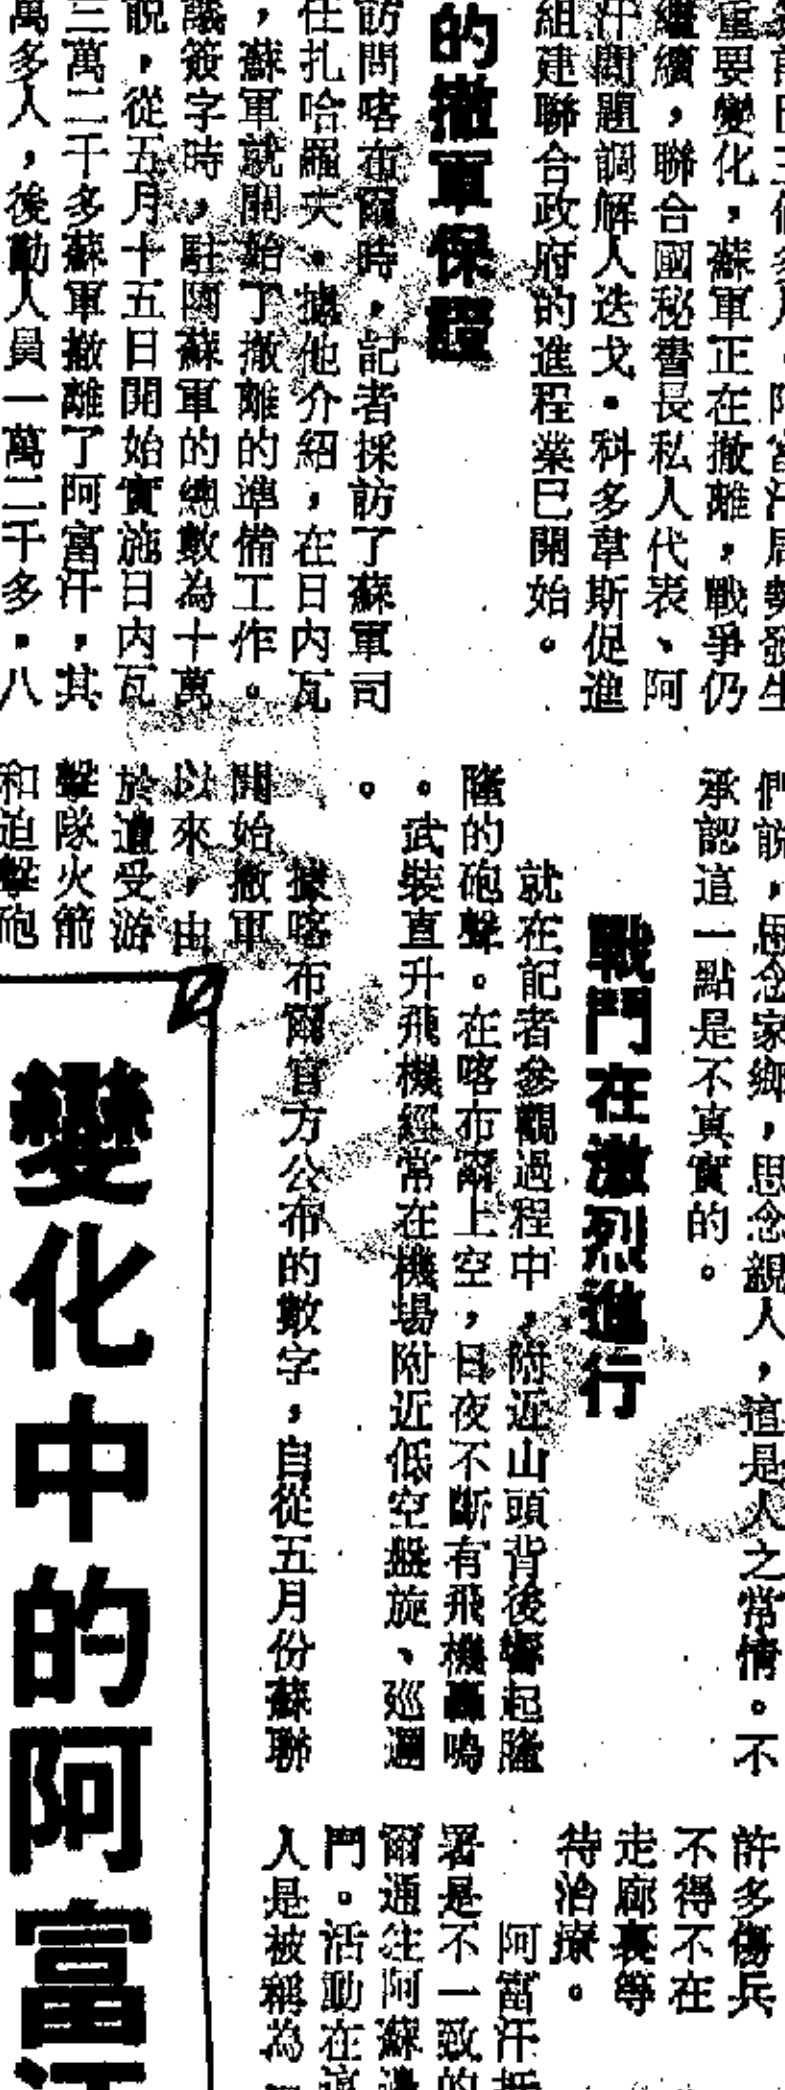 重要變化，蘇軍正在撤離，戰爭仍
繼續，聯合國秘書長私人代表、阿
汗問題調解人迭戈·科多韋斯促進
組建聯合政府的進程業已開始。
的撤軍保證
訪問喀布爾時，記者採訪了蘇軍司
任扎哈羅夫。據他介紹，在日內瓦
，蘇軍就開始了撤離的準備工作。
議簽字時，駐阿蘇軍的總數為十萬
說，從五月十五日開始實施日內瓦
三萬二千多蘇軍撤離了阿富汗，其
萬多人，後勤人員一萬二千多。八
們說，思念家鄉，思念親人，這是人之常情。不
承認這一點是不真實的。
戰鬥在激烈進行
就在記者參觀過程中，附近山頭背後響起隆
隆的砲聲。在喀布爾上空，日夜不斷有飛機轟鳴
。武裝直升飛機經常在機場附近低空盤旋、巡邏
。
據喀布爾官方公布的數字，自從五月份蘇聯
開始撤軍
以來，由
於遭受游
擊隊火箭
和迫擊砲
許多傷兵
不得不在
走廊裏等
待治療。
阿富汗抵
署是不一致的
爾通往阿蘇邊
鬥。活動在這
人是被稱為
變化中的阿富汗